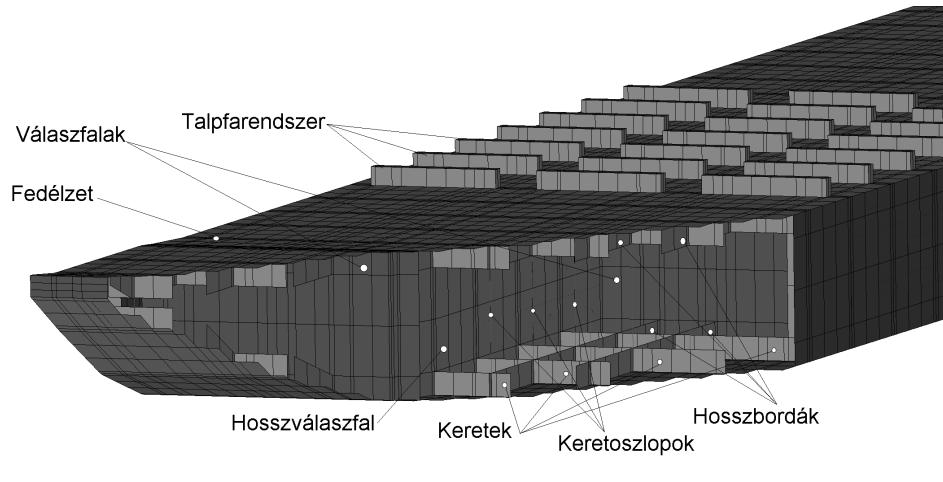 Talpfarendszer
Válaszfalak
Fedélzet
Hosszválaszfal
Keretek
Keretoszlopok
Hosszbordák